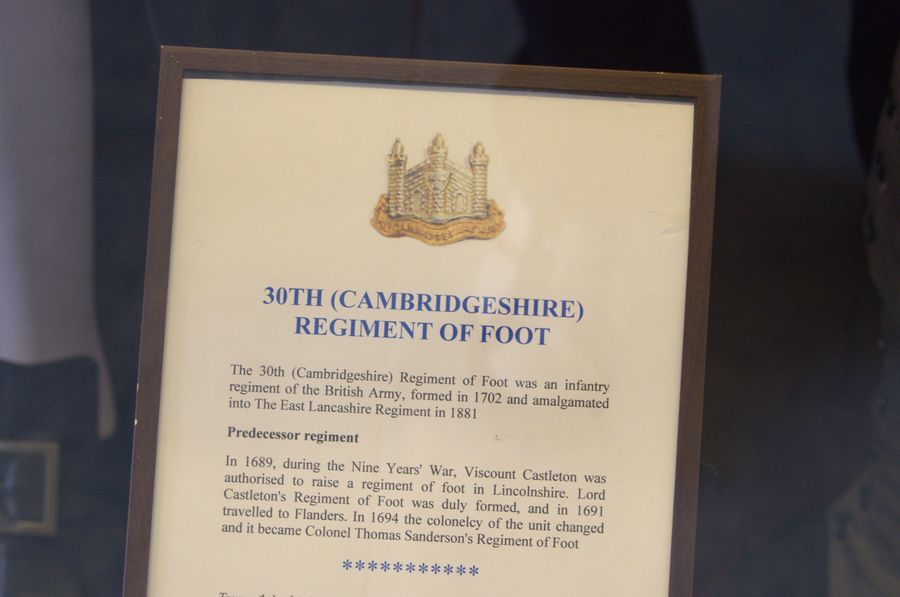 30TH (CAMBRIDGESHIRE)
REGIMENT OF FOOT
The 30th (Cambridgeshire) Regiment of Foot was an infantry
regiment of the British Army, formed in 1702 and amalgamated
into The East Lancashire Regiment in 1881
Predecessor regiment
In 1689, during the Nine Years' War, Viscount Castleton was
authorised to raise a regiment of foot in Lincolnshire. Lord
Castleton's Regiment of Foot was duly formed, and in 1691
travelled to Flanders. In 1694 the colonelcy of the unit changed
and it became Colonel Thomas Sanderson's Regiment of Foot
***********